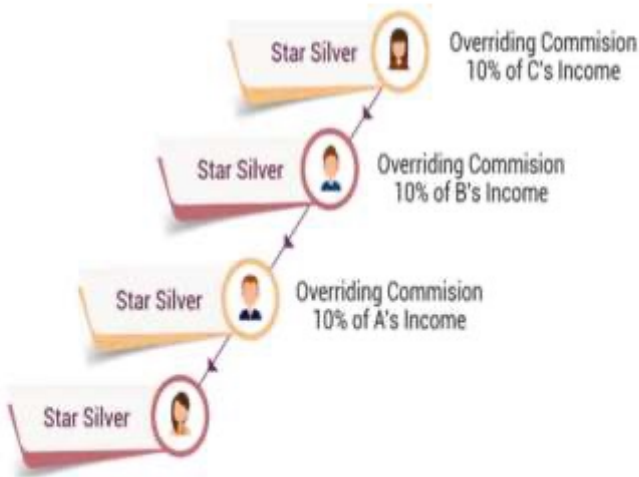 Star Silver
Overriding Commision
10% of C's Income
Star Silver
Overriding Commision
10% of B's Income
Star Silver
Overriding Commision
10% of A's Income
Star Silver